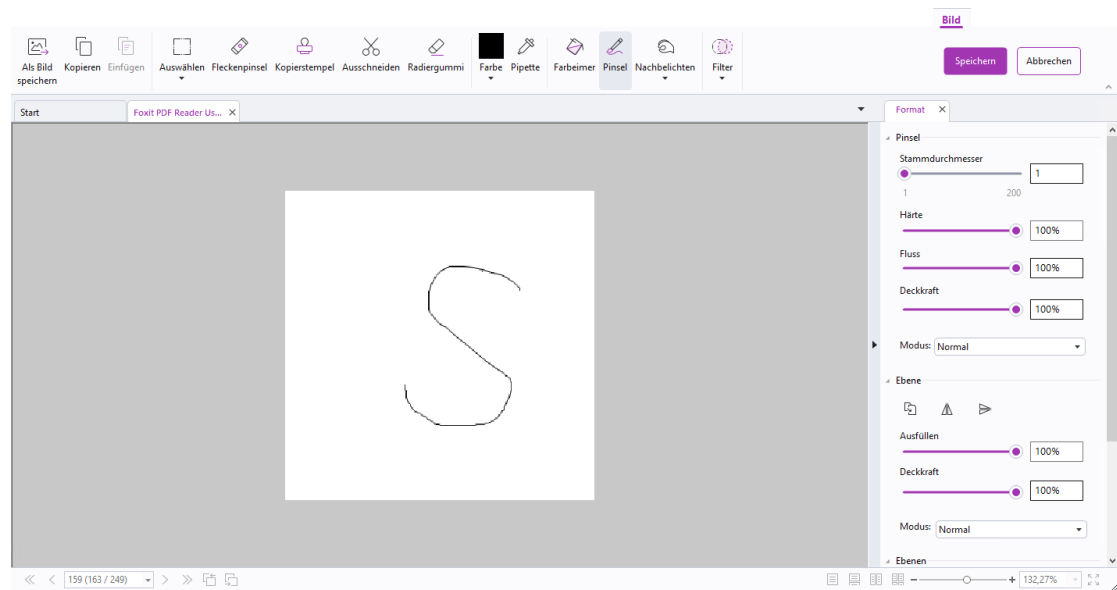 Bild
Als Bild speichern
Kopieren
Einfügen
Auswählen
Fleckenpinsel
Kopierstempel
Ausschneiden
Radiergummi
Farbe
Pipette
Farbeimer
Pinsel
Nachbelichten
Filter
Speichern
Abbrechen
Start
Foxit PDF Reader Us...
Format
Pinsel
Stammdurchmesser
1
1 200
Härte
100%
Fluss
100%
Deckkraft
100%
Modus: Normal
Ebene
Ausfüllen
100%
Deckkraft
100%
Modus: Normal
Ebenen
S
159 (163 / 249)
132,27%